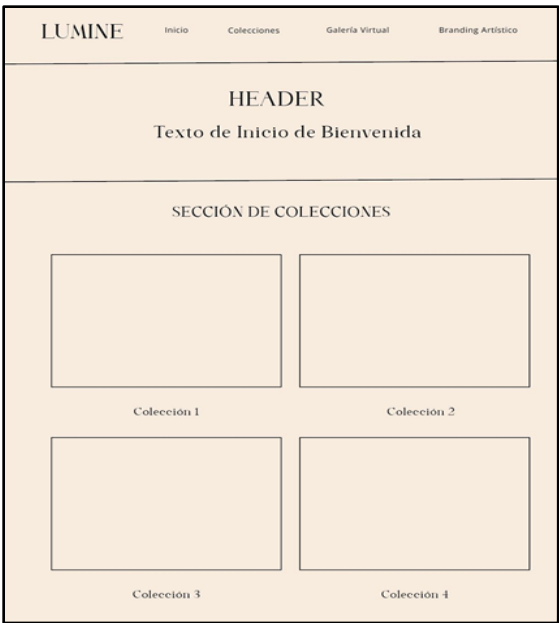 LUMINE Inicio Colecciones Galería Virtual Branding Artístico
HEADER
Texto de Inicio de Bienvenida
SECCIÓN DE COLECCIONES
Colección 1 Colección 2
Colección 3 Colección 4